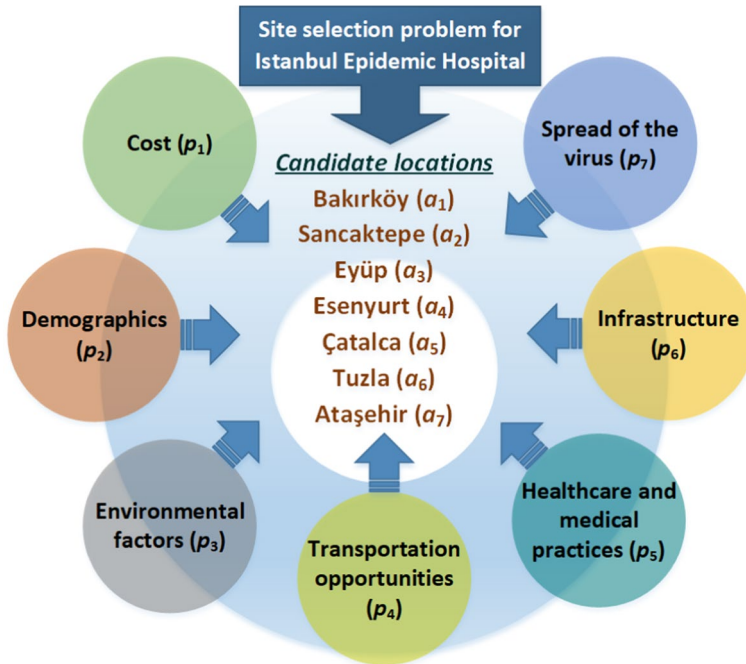 Site selection problem for
Istanbul Epidemic Hospital
Cost (p₁)
Spread of the
virus (p₇)
Candidate locations
Bakırköy (a₁)
Sancaktepe (a₂)
Eyüp (a₃)
Esenyurt (a₄)
Çatalca (a₅)
Tuzla (a₆)
Ataşehir (a₇)
Demographics
(p₂)
Infrastructure
(p₆)
Environmental
factors (p₃)
Healthcare and
medical
practices (p₅)
Transportation
opportunities
(p₄)